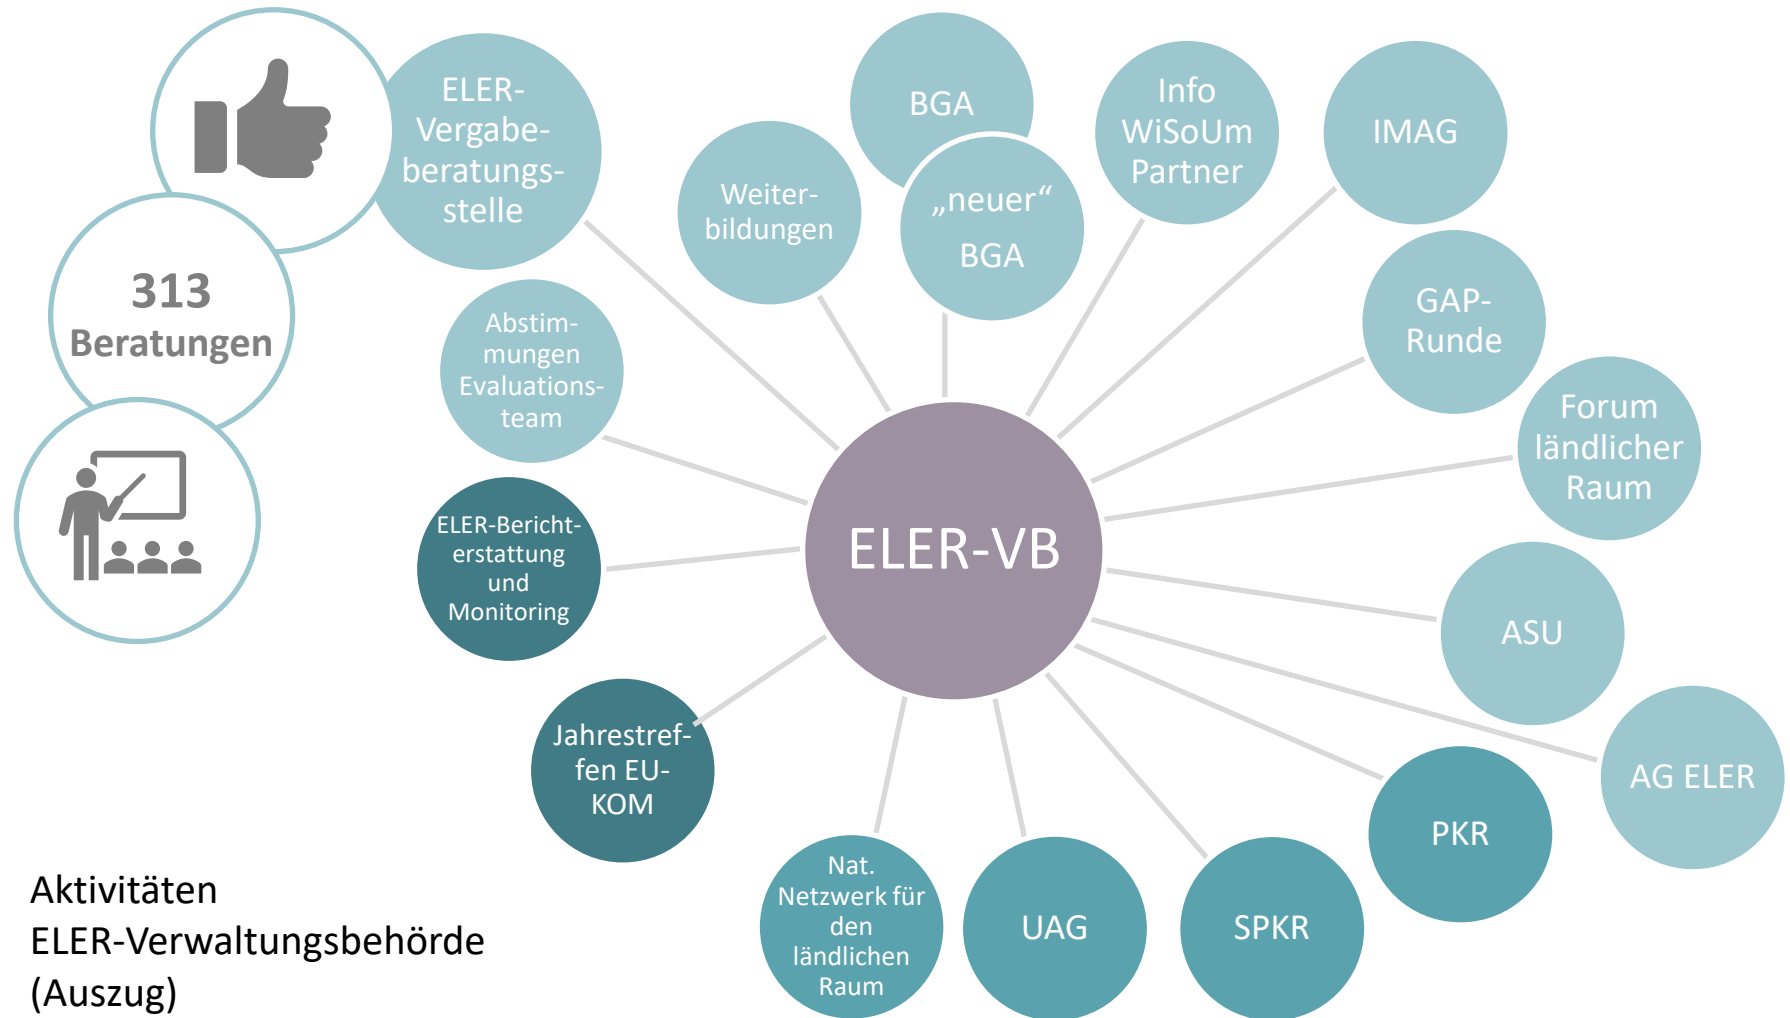 ELER-
Vergabe-
beratungs-
stelle
313
Beratungen
Weiter-
bildungen
BGA
„neuer“
BGA
Info
WiSoUm
Partner
IMAG
GAP-
Runde
Forum
ländlicher
Raum
ASU
AG ELER
PKR
SPKR
UAG
Nat.
Netzwerk für
den
ländlichen
Raum
Jahrestref-
fen EU-
KOM
ELER-Bericht-
erstattung
und
Monitoring
Abstim-
mungen
Evaluations-
team
ELER-VB
Aktivitäten
ELER-Verwaltungsbehörde
(Auszug)